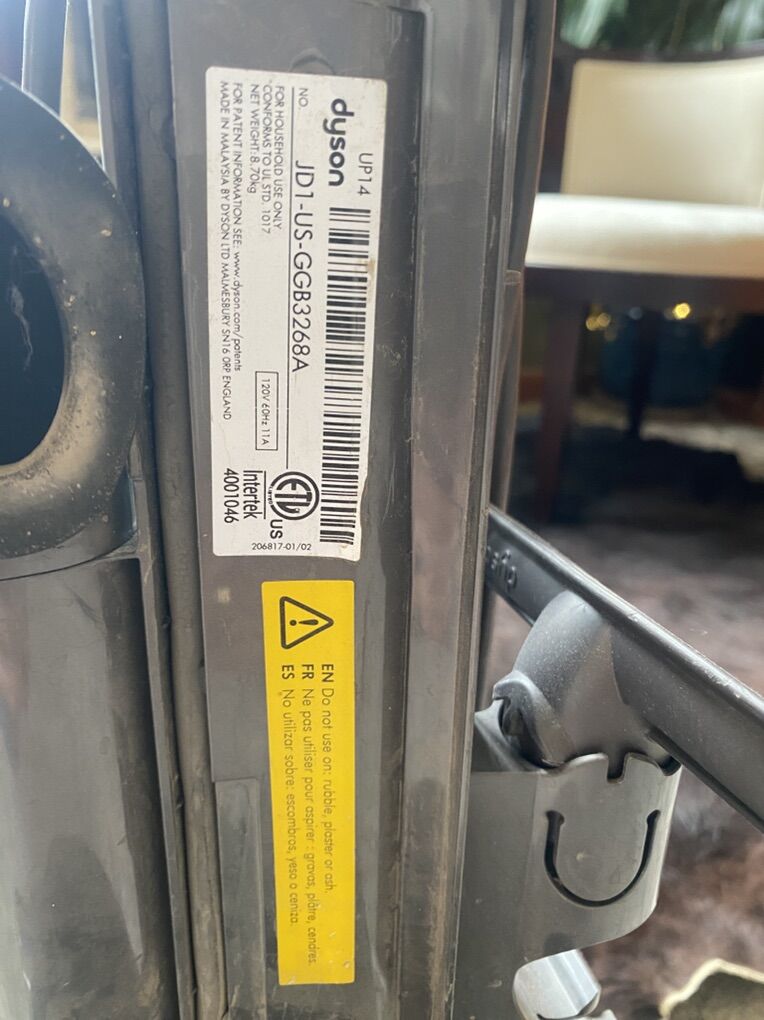 dyson
UP14
NO. JD1-US-GGB3268A
FOR HOUSEHOLD USE ONLY.
CONFORMS TO UL STD. 1017
NET WEIGHT: 8.70kg
120V 60Hz 11A
FOR PATENT INFORMATION SEE: www.dyson.com/patents
MADE IN MALAYSIA BY DYSON LTD MALMESBURY SN16 0RP ENGLAND
ETL
US
Intertek
4001046
206817-01/02
EN Do not use on: rubble, plaster or ash.
FR Ne pas utiliser pour aspirer : gravas, plâtre, cendres.
ES No utilizar sobre: escombros, yeso o ceniza.